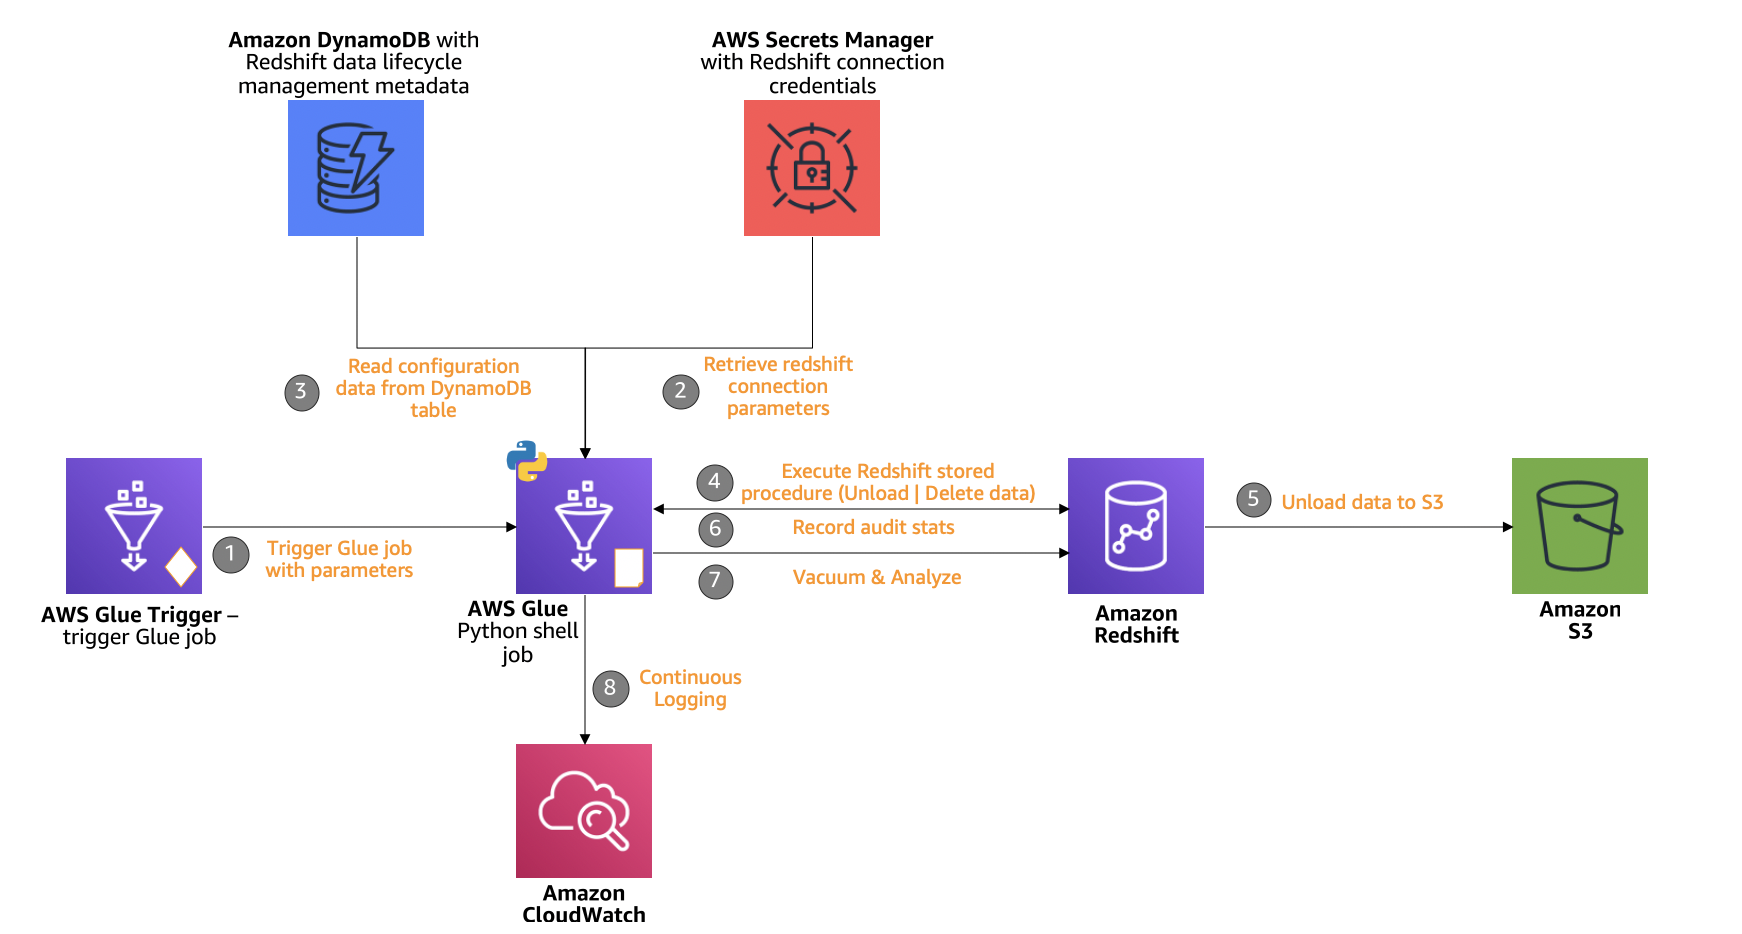 Amazon DynamoDB with
Redshift data lifecycle
management metadata
AWS Secrets Manager
with Redshift connection
credentials
3
Read configuration
data from DynamoDB
table
2
Retrieve redshift
connection
parameters
1
Trigger Glue job
with parameters
AWS Glue Trigger –
trigger Glue job
AWS Glue
Python shell
job
4
Execute Redshift stored
procedure (Unload | Delete data)
6
Record audit stats
7
Vacuum & Analyze
Amazon
Redshift
5
Unload data to S3
Amazon
S3
8
Continuous
Logging
Amazon
CloudWatch